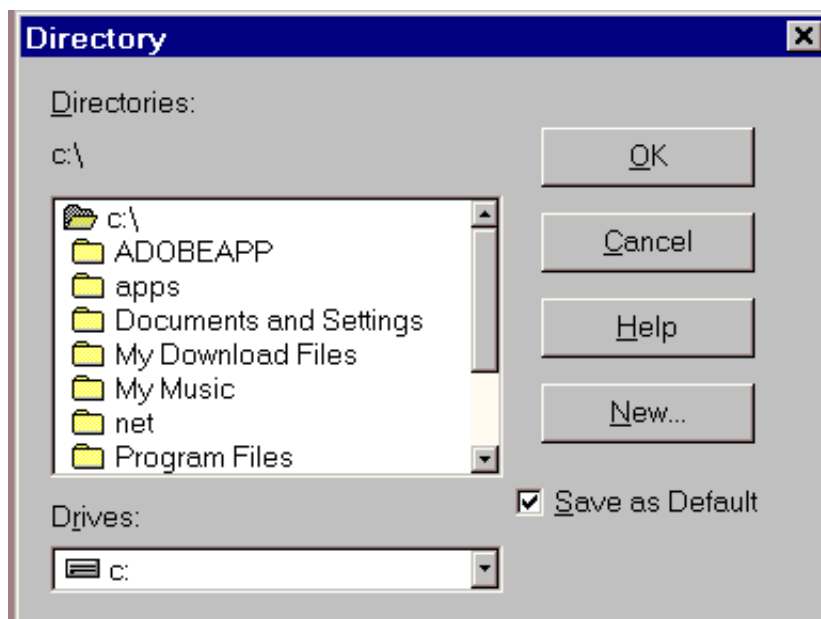 Directory
Directories:
c:\
c:\
ADOBEAPP
apps
Documents and Settings
My Download Files
My Music
net
Program Files
Drives:
c:
OK
Cancel
Help
New...
Save as Default